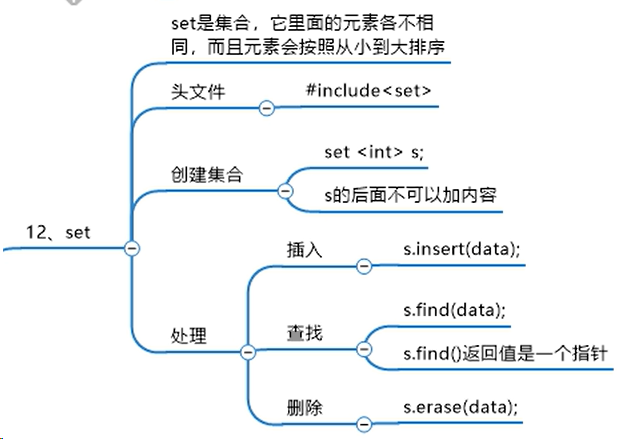 set是集合，它里面的元素各不相
同，而且元素会按照从小到大排序
头文件
#include<set>
set <int> s;
创建集合
s的后面不可以加内容
12、set
插入
s.insert(data);
处理
查找
s.find(data);
s.find()返回值是一个指针
删除
s.erase(data);